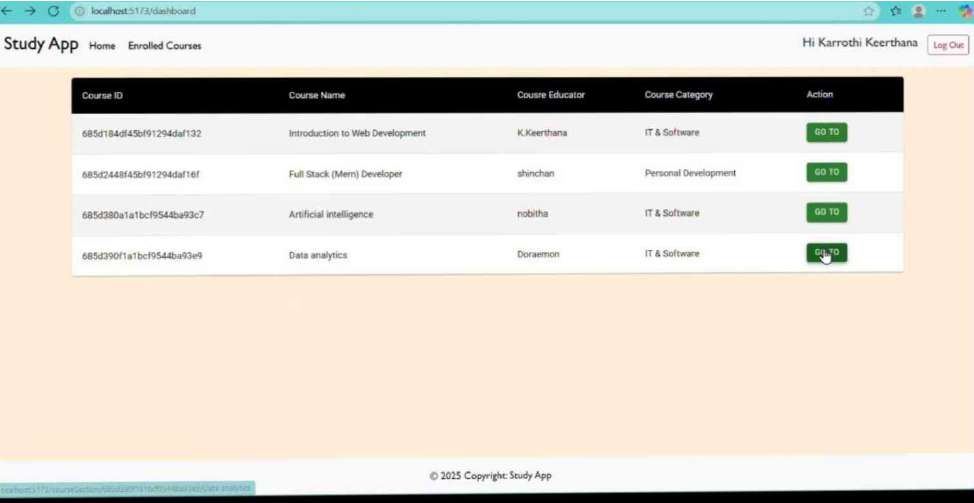 localhost:5173/dashboard
Study App Home Enrolled Courses Hi Karrothi Keerthana Log Out
Course ID Course Name Cousre Educator Course Category Action
685d184df45bf91294daf132 Introduction to Web Development K.Keerthana IT & Software GO TO
685d2448f45bf91294daf16f Full Stack (Mern) Developer shinchan Personal Development GO TO
685d380a1a1bcf9544ba93c7 Artificial intelligence nobitha IT & Software GO TO
685d390f1a1bcf9544ba93e9 Data analytics Doraemon IT & Software GO TO
© 2025 Copyright: Study App